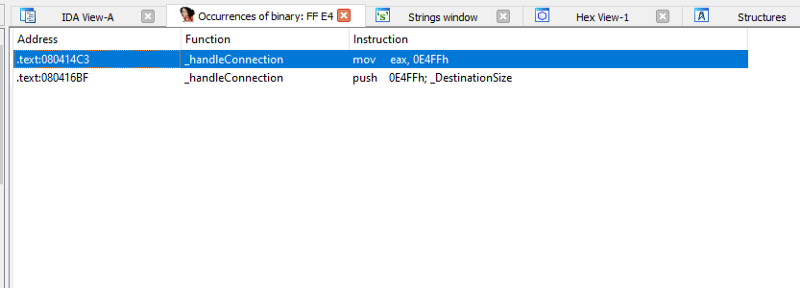 IDA View-A Occurrences of binary: FF E4 Strings window Hex View-1 Structures
Address Function Instruction
.text:080414C3 _handleConnection mov eax, 0E4FFh
.text:080416BF _handleConnection push 0E4FFh; _DestinationSize